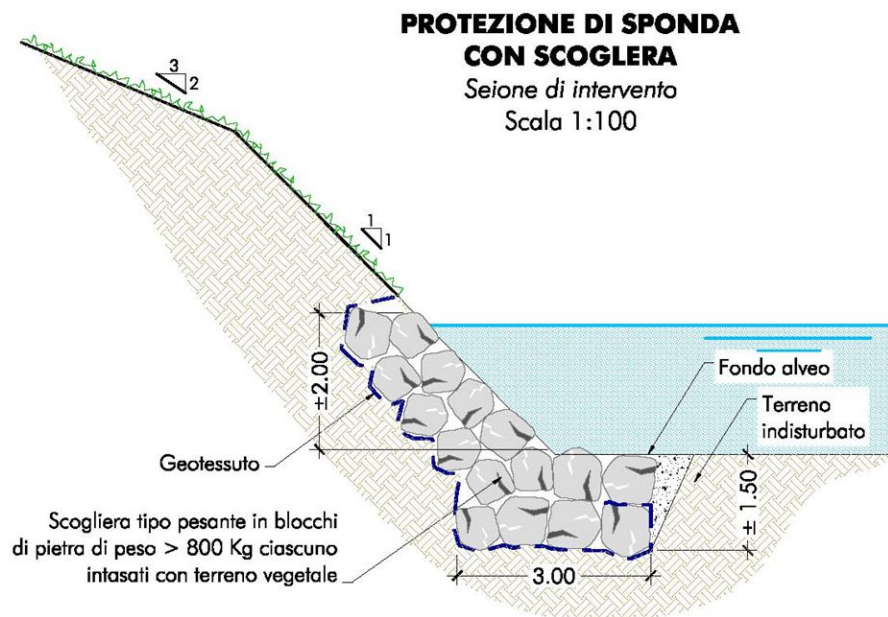 PROTEZIONE DI SPONDA
CON SCOGLERA
Seione di intervento
Scala 1:100
3
2
1
1
±2.00
Fondo alveo
Terreno
indisturbato
Geotessuto
± 1.50
Scogliera tipo pesante in blocchi
di pietra di peso > 800 Kg ciascuno
intasati con terreno vegetale
3.00